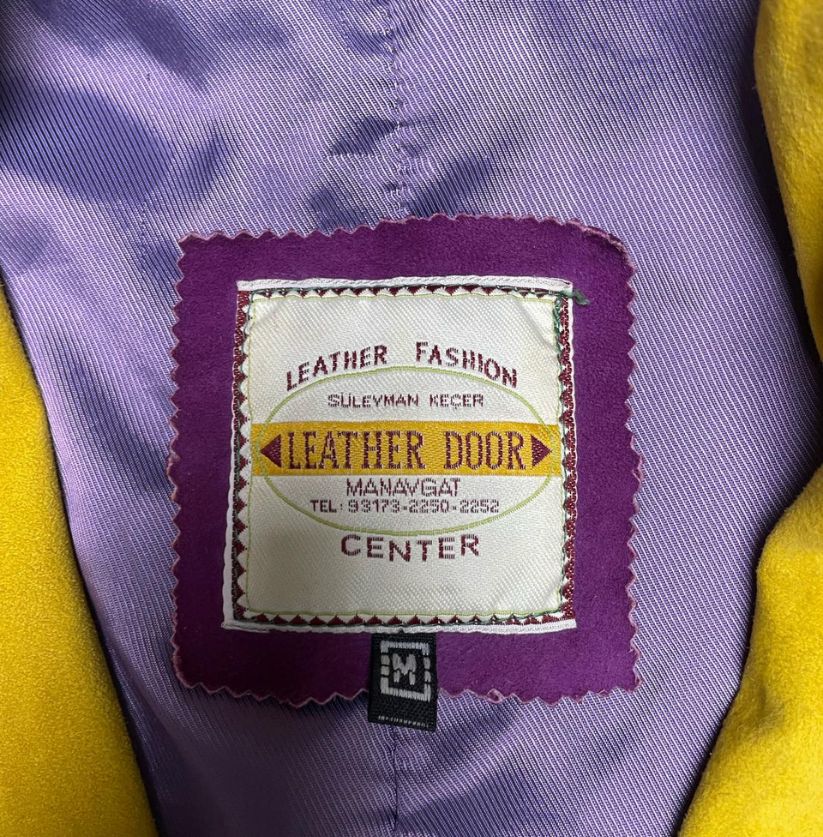 LEATHER FASHION
SÜLEYMAN KEÇER
LEATHER DOOR
MANAVGAT
TEL: 93173-2250-2252
CENTER
M